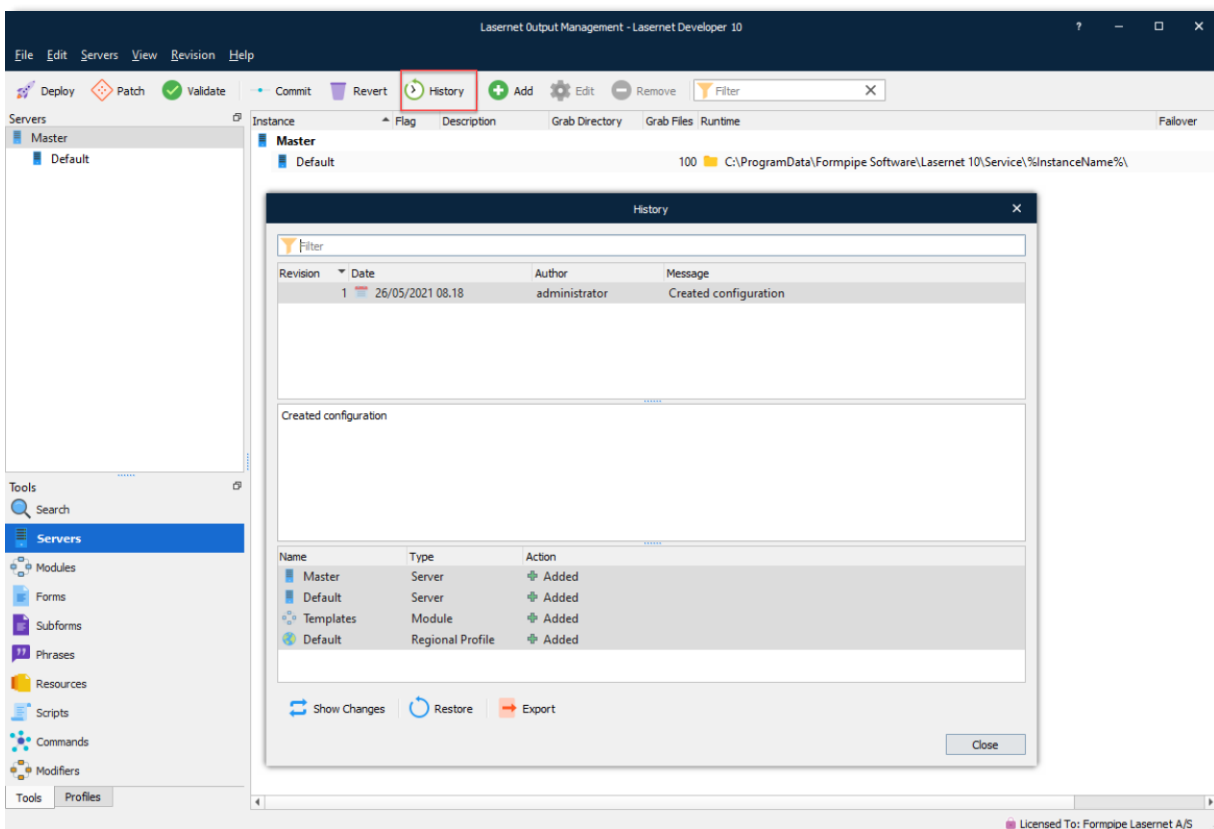 Lasernet Output Management - Lasernet Developer 10
?
File Edit Servers View Revision Help
Deploy Patch Validate Commit Revert History Add Edit Remove Filter
Servers
Master
Default
Instance Flag Description Grab Directory Grab Files Runtime Failover
Master
Default 100 C:\ProgramData\Formpipe Software\Lasernet 10\Service\%InstanceName%\
History
Filter
Revision Date Author Message
1 26/05/2021 08.18 administrator Created configuration
Created configuration
Name Type Action
Master Server Added
Default Server Added
Templates Module Added
Default Regional Profile Added
Show Changes Restore Export
Close
Tools
Search
Servers
Modules
Forms
Subforms
Phrases
Resources
Scripts
Commands
Modifiers
Tools Profiles
Licensed To: Formpipe Lasernet A/S